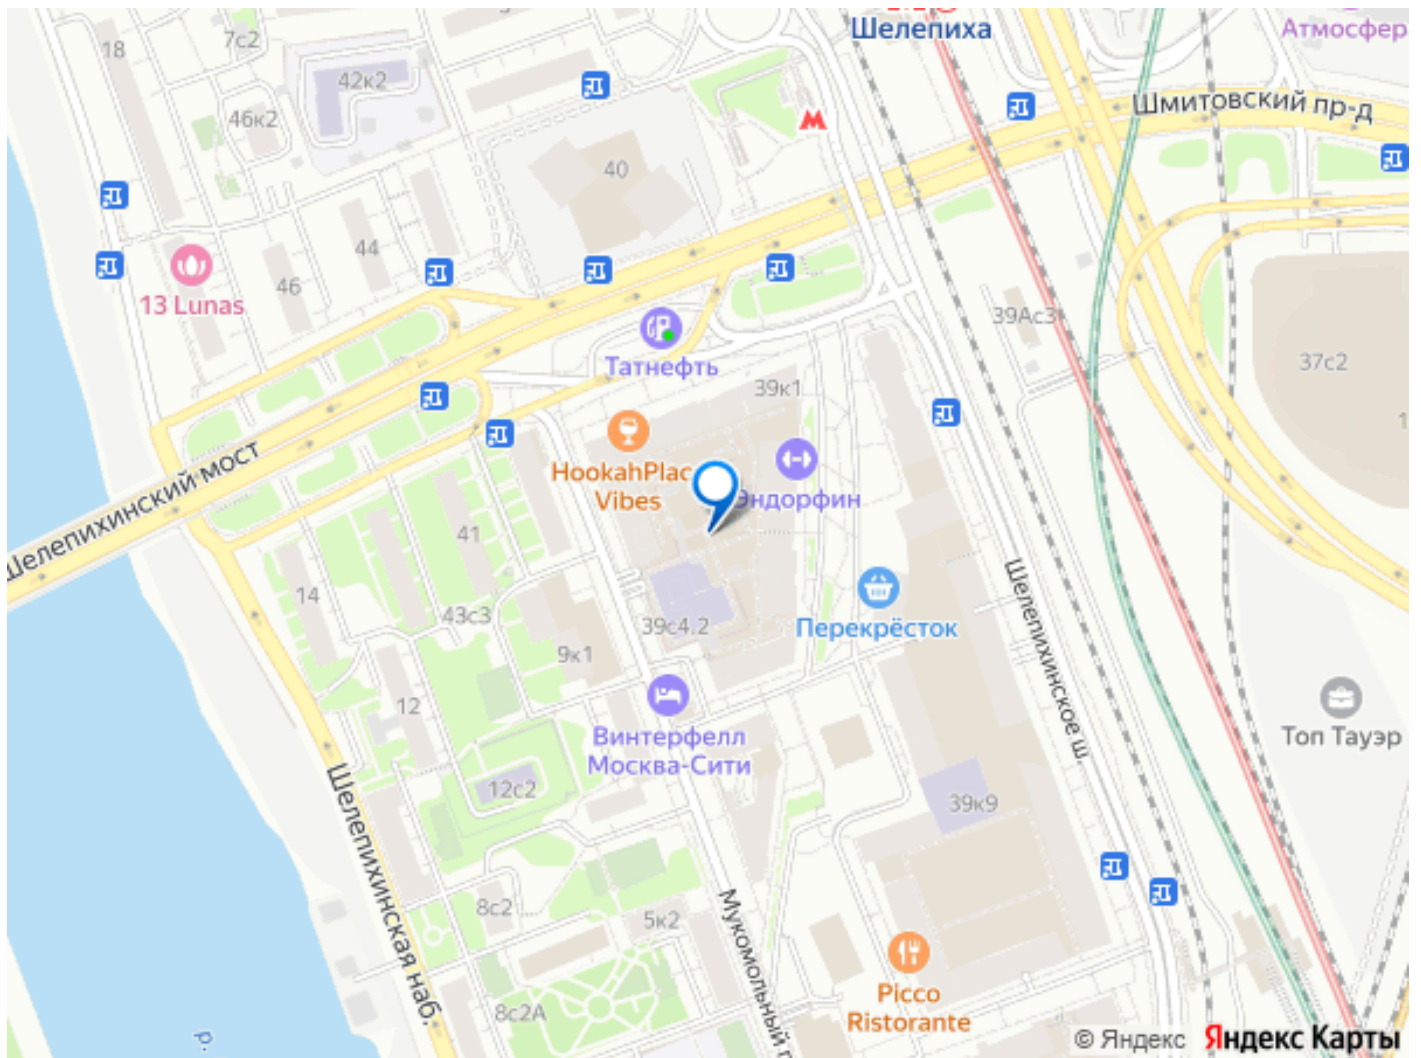 Шелепиха
Атмосфер
18
7с2
42к2
46к2
Шмитовский пр-д
40
44
46
13 Lunas
39Ас3
37с2
Татнефть
39к1
HookahPlac
Vibes
Эндорфин
Шелепихинский мост
41
14
43с3
Перекрёсток
39с4.2
9к1
Шелепихинское ш.
12
Винтерфелл
Москва-Сити
Топ Тауэр
12с2
39к9
Шелепихинская наб.
8с2
5к2
Мукомольный п
Picco
Ristorante
8с2А
р.
© Яндекс Яндекс Карты